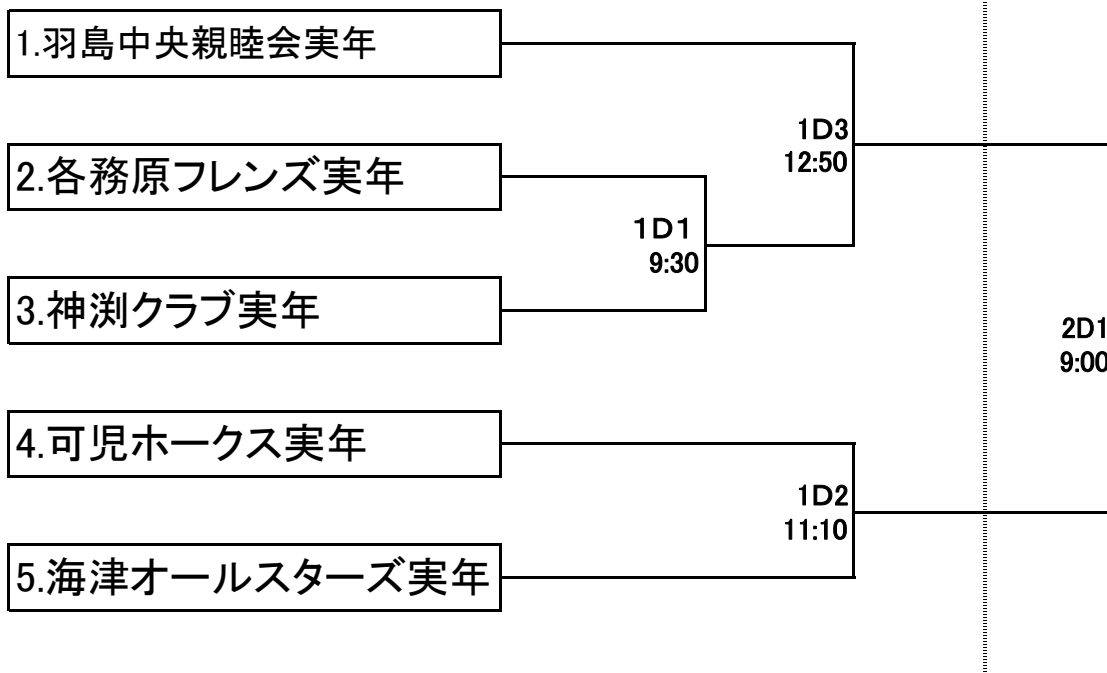 1.羽島中央親睦会実年
1D3
12:50
2.各務原フレンズ実年
1D1
9:30
3.神渕クラブ実年
2D1
9:00
4.可児ホークス実年
1D2
11:10
5.海津オールスターズ実年